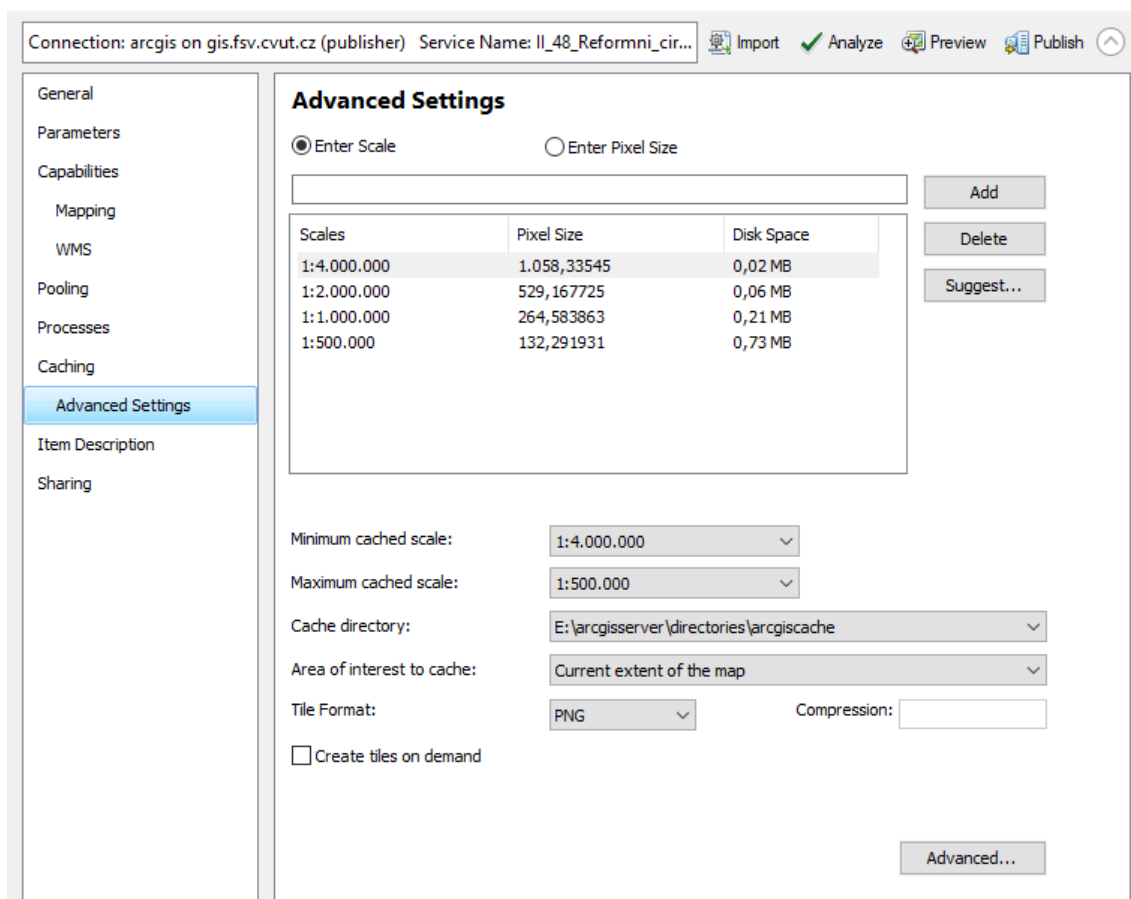 Connection: arcgis on gis.fsv.cvut.cz (publisher) Service Name: II_48_Reformni_cir... Import Analyze Preview Publish
General
Parameters
Capabilities
Mapping
WMS
Pooling
Processes
Caching
Advanced Settings
Item Description
Sharing
Advanced Settings
Enter Scale Enter Pixel Size
Add
Delete
Suggest...
Scales Pixel Size Disk Space
1:4.000.000 1.058,33545 0,02 MB
1:2.000.000 529,167725 0,06 MB
1:1.000.000 264,583863 0,21 MB
1:500.000 132,291931 0,73 MB
Minimum cached scale: 1:4.000.000
Maximum cached scale: 1:500.000
Cache directory: E:\arcgisserver\directories\arcgiscache
Area of interest to cache: Current extent of the map
Tile Format: PNG Compression:
Create tiles on demand
Advanced...